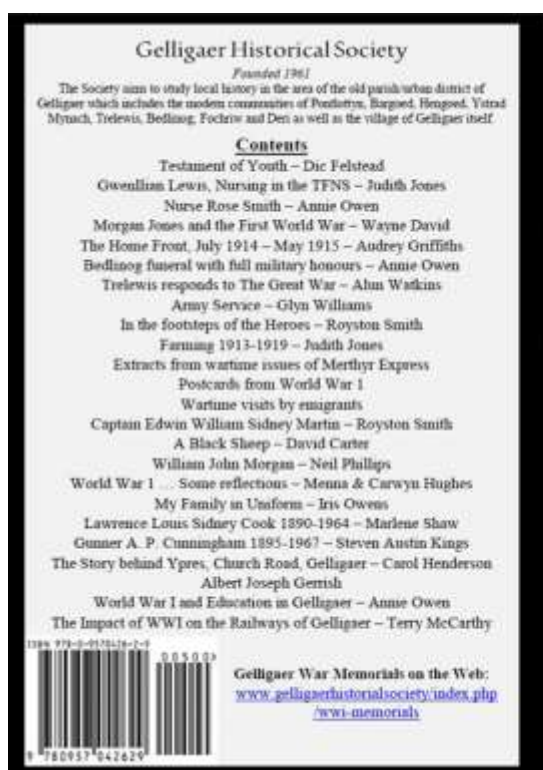 Gelligaer Historical Society
Founded 1961
The Society aims to study local history in the area of the old parish/urban district of
Gelligaer which includes the modern communities of Pontlottyn, Bargoed, Hengoed, Ystrad
Mynach, Trelewis, Bedlinog, Fochriw and Deri as well as the village of Gelligaer itself.
Contents
Testament of Youth – Dic Felstead
Gwenllian Lewis, Nursing in the TFNS – Judith Jones
Nurse Rose Smith – Annie Owen
Morgan Jones and the First World War – Wayne David
The Home Front, July 1914 – May 1915 – Audrey Griffiths
Bedlinog funeral with full military honours – Annie Owen
Trelewis responds to The Great War – Alun Watkins
Army Service – Glyn Williams
In the footsteps of the Heroes – Royston Smith
Farming 1913-1919 – Judith Jones
Extracts from wartime issues of Merthyr Express
Postcards from World War 1
Wartime visits by emigrants
Captain Edwin William Sidney Martin – Royston Smith
A Black Sheep – David Carter
William John Morgan – Neil Phillips
World War 1 … Some reflections – Menna & Carwyn Hughes
My Family in Uniform – Iris Owens
Lawrence Louis Sidney Cook 1890-1964 – Marlene Shaw
Gunner A. P. Cunningham 1895-1967 – Steven Austin Kings
The Story behind Ypres, Church Road, Gelligaer – Carol Henderson
Albert Joseph Gerrish
World War I and Education in Gelligaer – Annie Owen
The Impact of WWI on the Railways of Gelligaer – Terry McCarthy
ISBN 978-0-9570426-2-9
00500>
9 780957 042629
Gelligaer War Memorials on the Web:
www.gelligaerhistorialsociety/index.php
/wwi-memorials